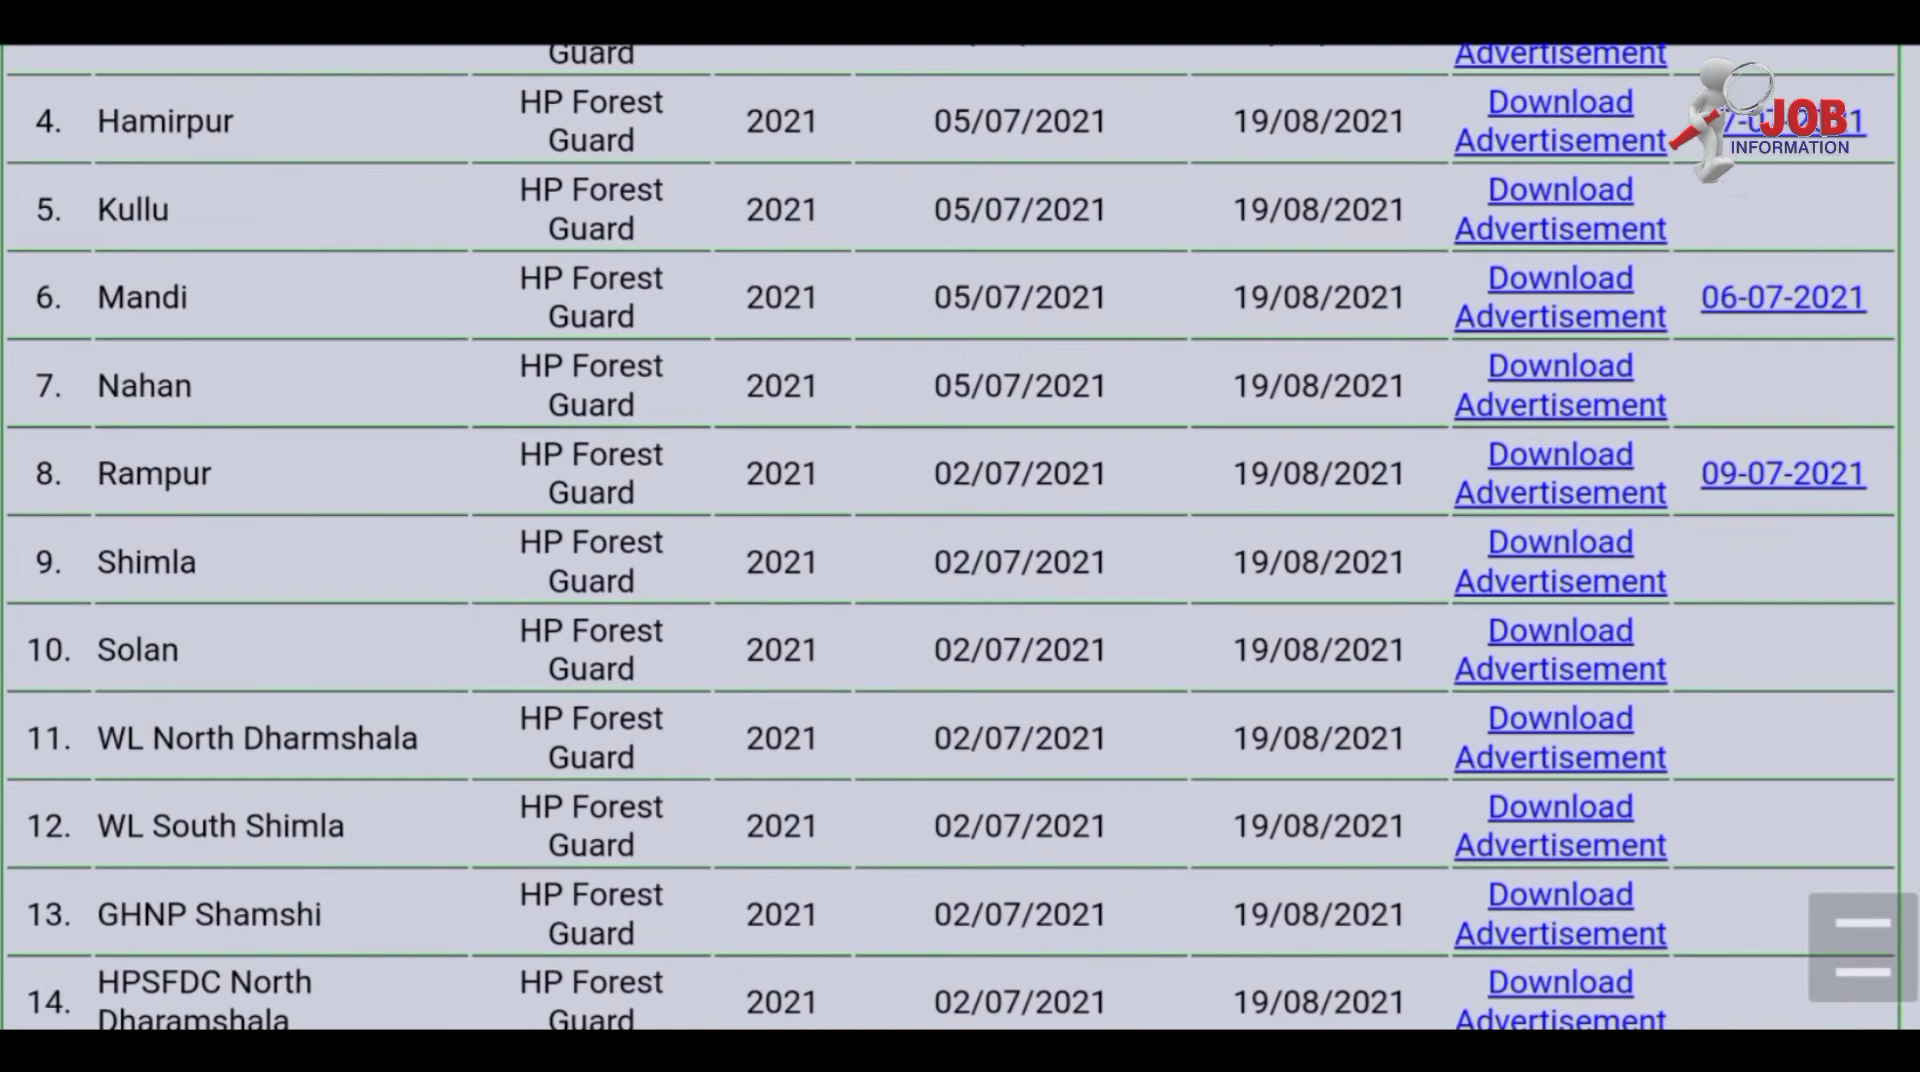 Guard Advertisement
4. Hamirpur HP Forest Guard 2021 05/07/2021 19/08/2021 Download Advertisement
JOB
INFORMATION
5. Kullu HP Forest Guard 2021 05/07/2021 19/08/2021 Download Advertisement
6. Mandi HP Forest Guard 2021 05/07/2021 19/08/2021 Download Advertisement 06-07-2021
7. Nahan HP Forest Guard 2021 05/07/2021 19/08/2021 Download Advertisement
8. Rampur HP Forest Guard 2021 02/07/2021 19/08/2021 Download Advertisement 09-07-2021
9. Shimla HP Forest Guard 2021 02/07/2021 19/08/2021 Download Advertisement
10. Solan HP Forest Guard 2021 02/07/2021 19/08/2021 Download Advertisement
11. WL North Dharmshala HP Forest Guard 2021 02/07/2021 19/08/2021 Download Advertisement
12. WL South Shimla HP Forest Guard 2021 02/07/2021 19/08/2021 Download Advertisement
13. GHNP Shamshi HP Forest Guard 2021 02/07/2021 19/08/2021 Download Advertisement
14. HPSFDC North Dharamshala HP Forest Guard 2021 02/07/2021 19/08/2021 Download Advertisement